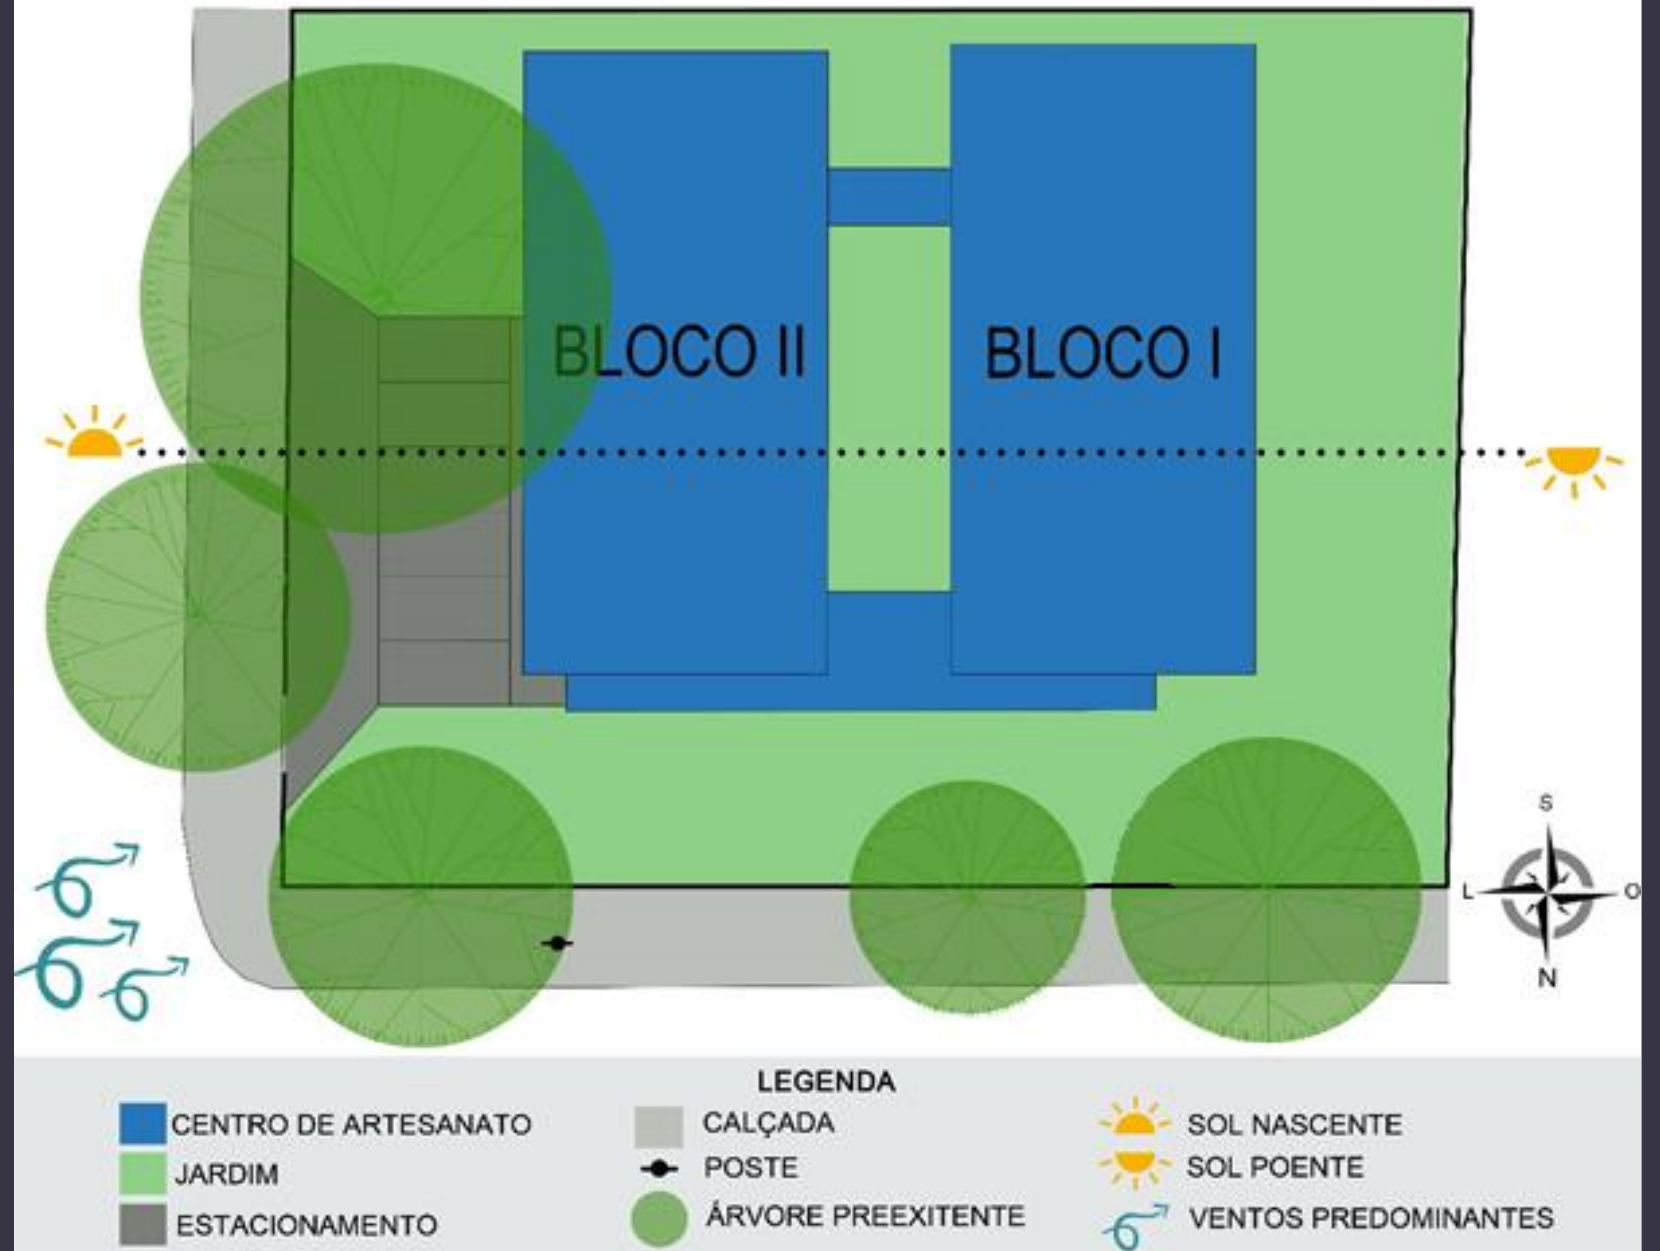 BLOCO II
BLOCO I
S
L
O
N
LEGENDA
CENTRO DE ARTESANATO
JARDIM
ESTACIONAMENTO
CALÇADA
POSTE
ÁRVORE PREEXITENTE
SOL NASCENTE
SOL POENTE
VENTOS PREDOMINANTES